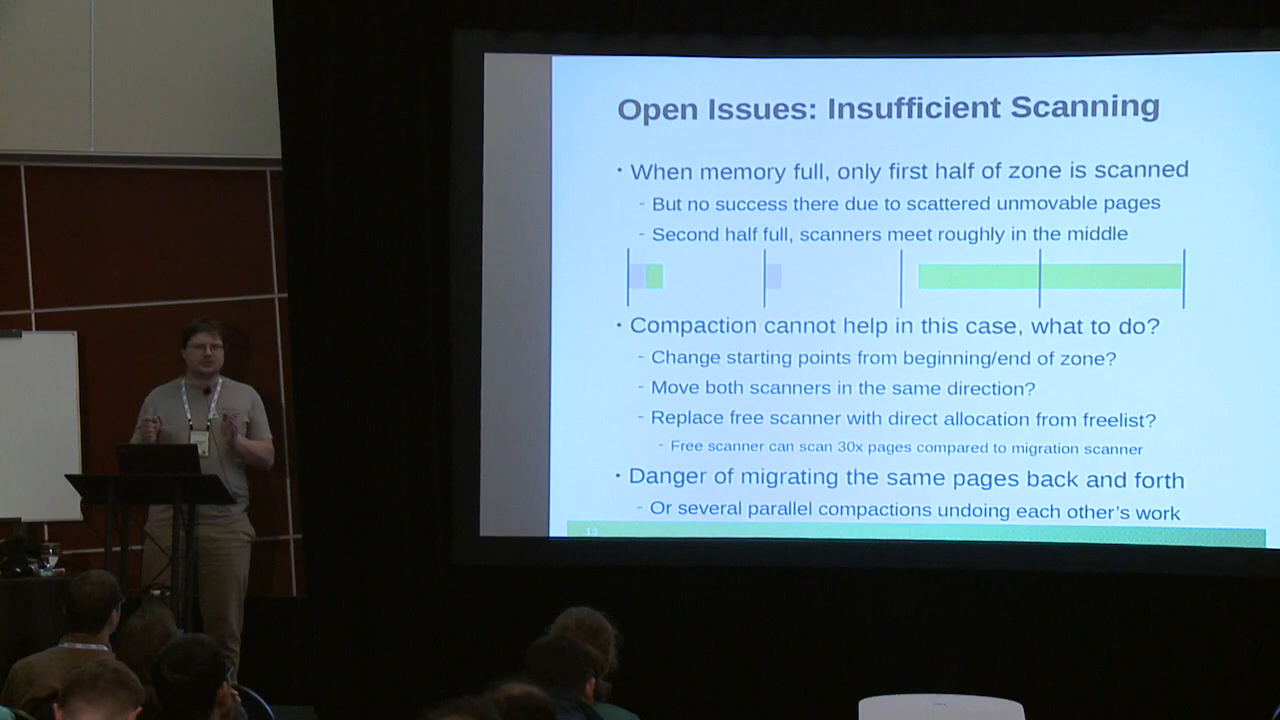 Open Issues: Insufficient Scanning
· When memory full, only first half of zone is scanned
- But no success there due to scattered unmovable pages
- Second half full, scanners meet roughly in the middle
· Compaction cannot help in this case, what to do?
- Change starting points from beginning/end of zone?
- Move both scanners in the same direction?
- Replace free scanner with direct allocation from freelist?
- Free scanner can scan 30x pages compared to migration scanner
· Danger of migrating the same pages back and forth
- Or several parallel compactions undoing each other's work